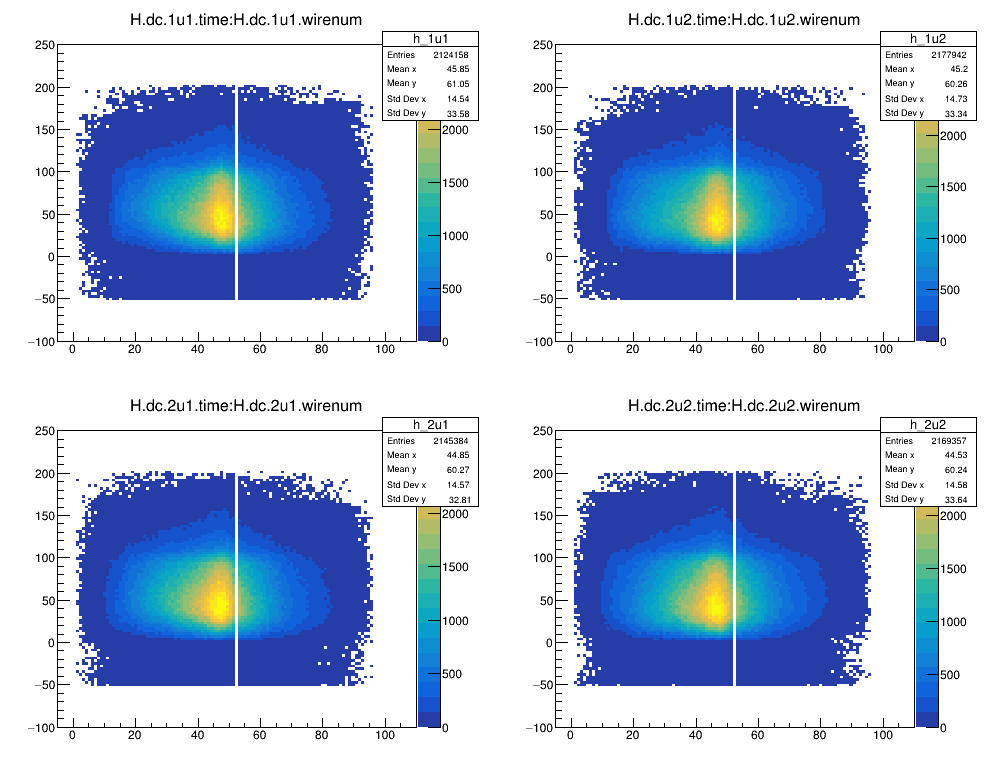 H.dc.1u1.time:H.dc.1u1.wirenum
h_1u1
Entries 2124158
Mean x 45.85
Mean y 61.05
Std Dev x 14.54
Std Dev y 33.58
250
200
150
100
50
0
−50
−100
0 20 40 60 80 100
2000
1500
1000
500
0
H.dc.1u2.time:H.dc.1u2.wirenum
h_1u2
Entries 2177942
Mean x 45.2
Mean y 60.26
Std Dev x 14.73
Std Dev y 33.34
250
200
150
100
50
0
−50
−100
0 20 40 60 80 100
2000
1500
1000
500
0
H.dc.2u1.time:H.dc.2u1.wirenum
h_2u1
Entries 2145384
Mean x 44.85
Mean y 60.27
Std Dev x 14.57
Std Dev y 32.81
250
200
150
100
50
0
−50
−100
0 20 40 60 80 100
2000
1500
1000
500
0
H.dc.2u2.time:H.dc.2u2.wirenum
h_2u2
Entries 2169357
Mean x 44.53
Mean y 60.24
Std Dev x 14.58
Std Dev y 33.64
250
200
150
100
50
0
−50
−100
0 20 40 60 80 100
2000
1500
1000
500
0